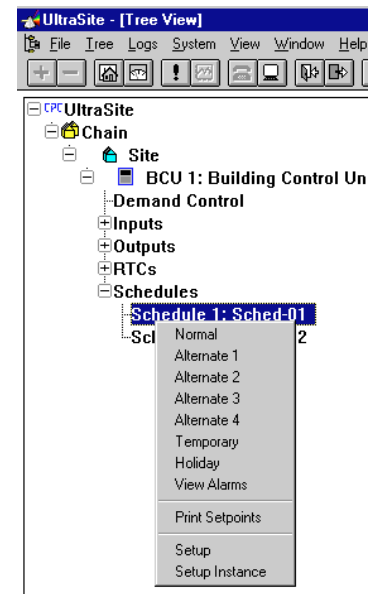 UltraSite - [Tree View]
File Tree Logs System View Window Help
CPC UltraSite
Chain
Site
BCU 1: Building Control Un
Demand Control
Inputs
Outputs
RTCs
Schedules
Schedule 1: Sched-01
2
Normal
Alternate 1
Alternate 2
Alternate 3
Alternate 4
Temporary
Holiday
View Alarms
Print Setpoints
Setup
Setup Instance